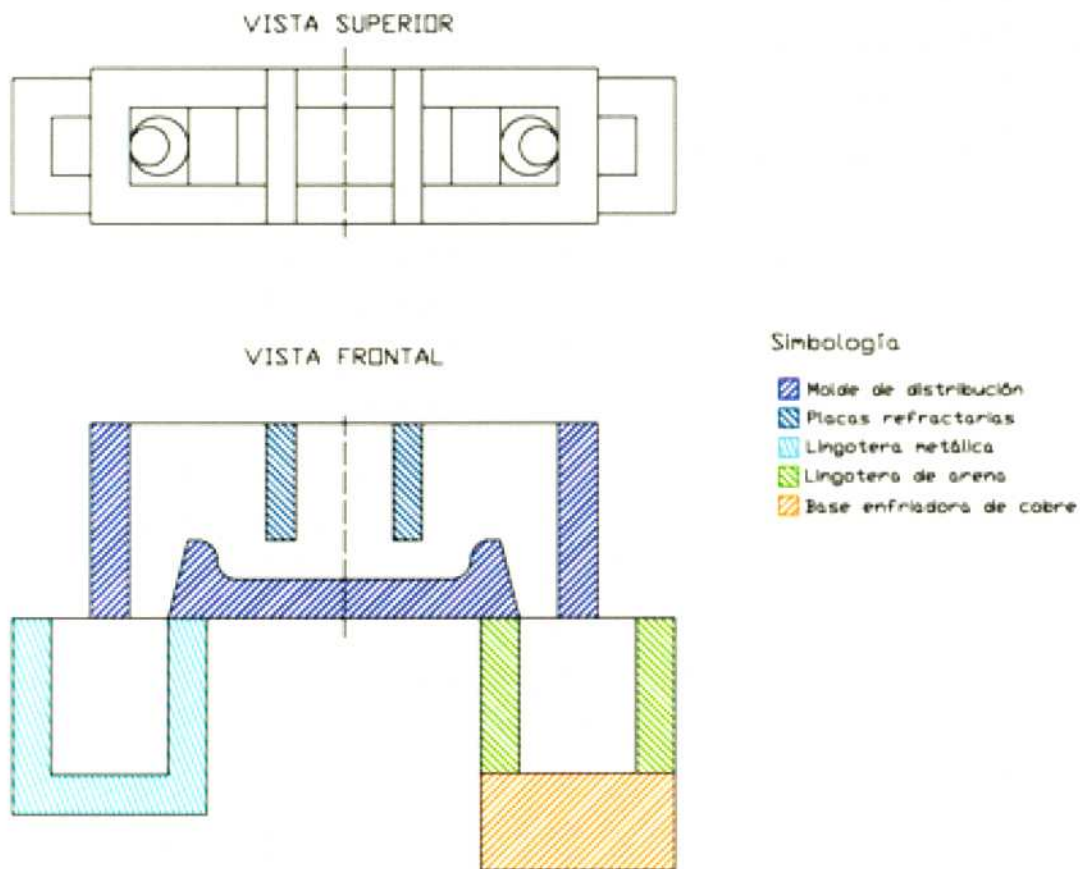 VISTA SUPERIOR
VISTA FRONTAL
Simbología
Molde de distribución
Placas refractarias
Lingotera metálica
Lingotera de arena
Base enfriadora de cobre